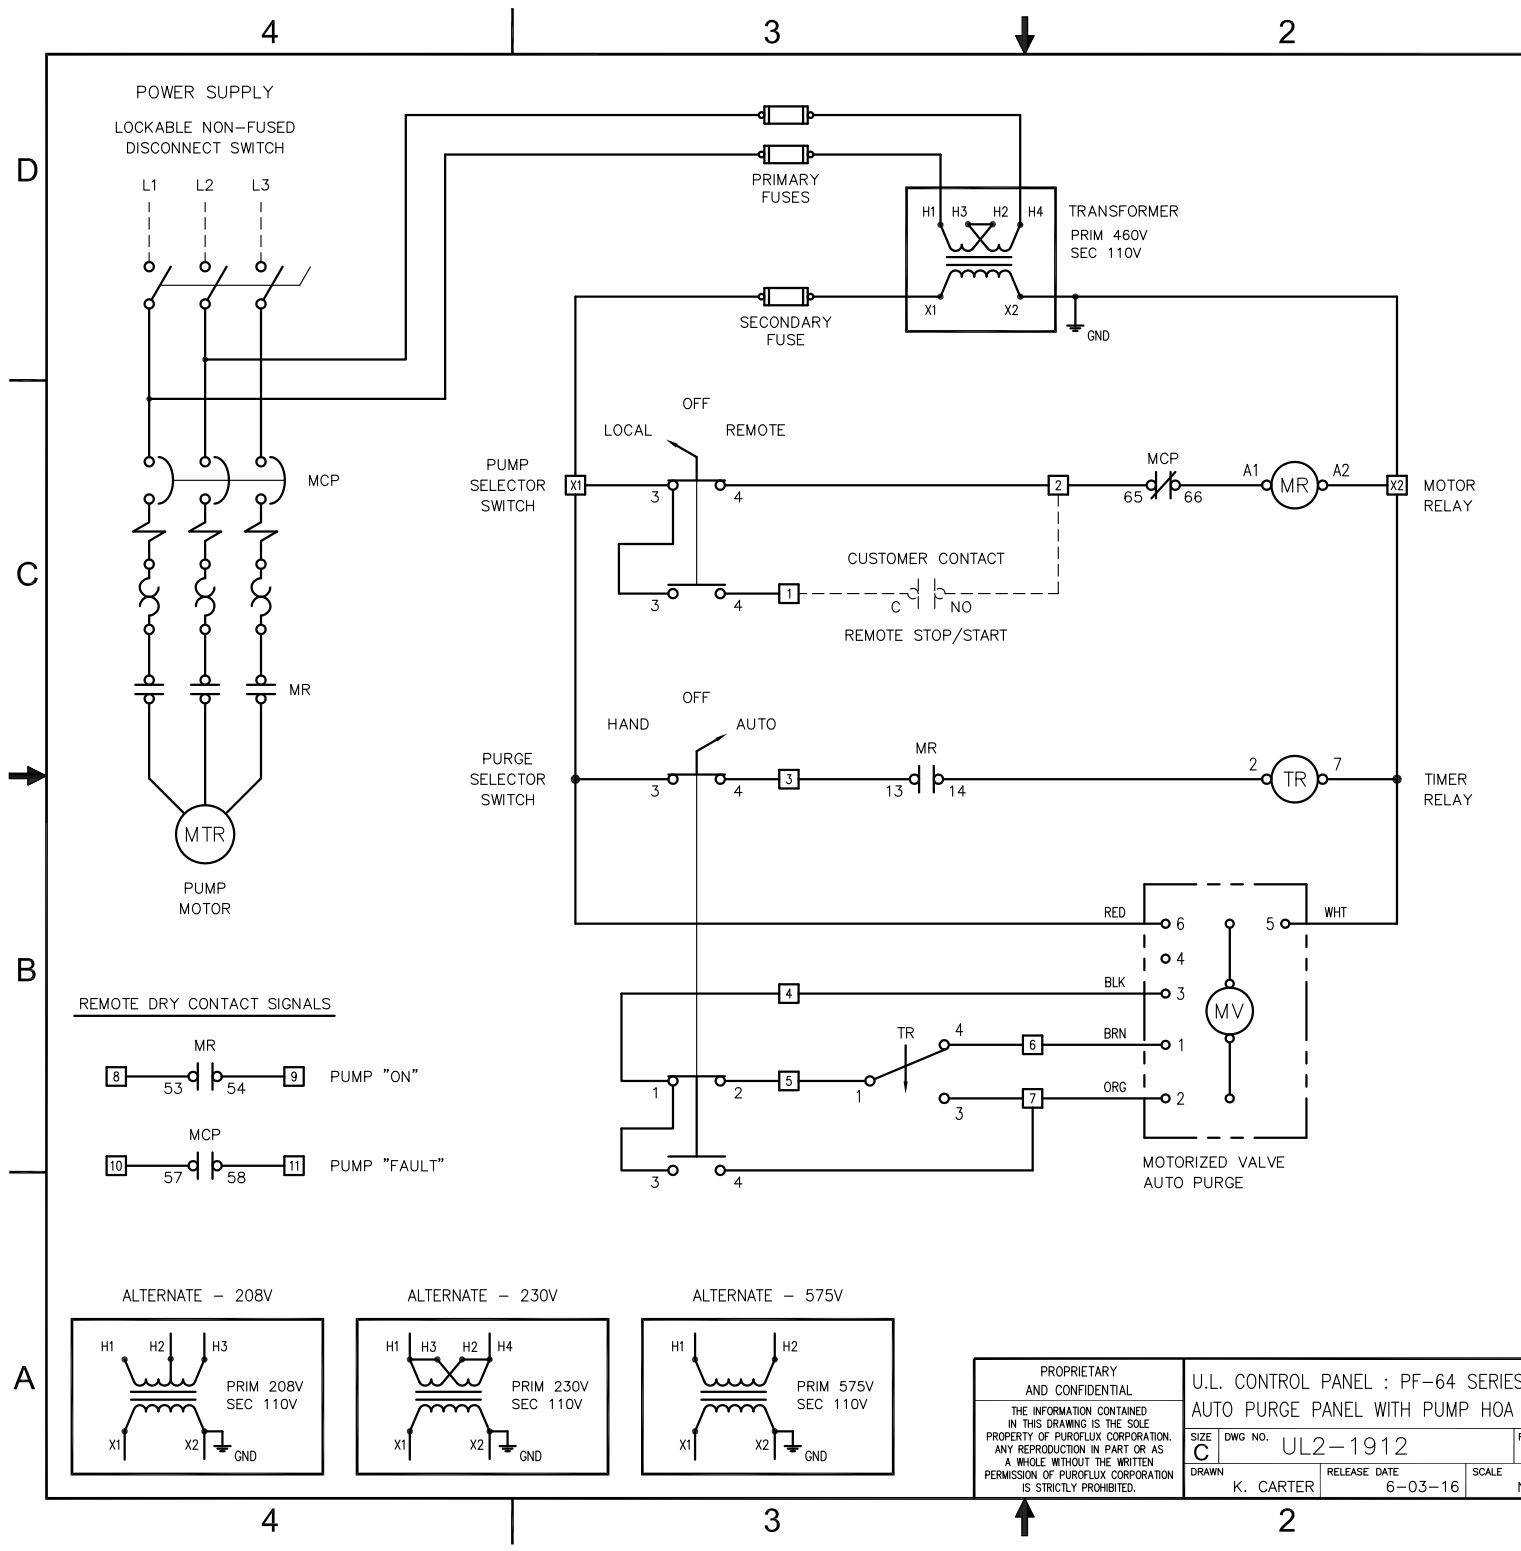 4 3 2
POWER SUPPLY
LOCKABLE NON-FUSED
DISCONNECT SWITCH
D
L1 L2 L3
PRIMARY
FUSES
H1 H3 H2 H4
TRANSFORMER
PRIM 460V
SEC 110V
X1 X2
GND
SECONDARY
FUSE
OFF
LOCAL REMOTE
MCP
PUMP
SELECTOR
SWITCH
X1
3 4
2
MCP
65 66
A1 MR A2
X2
MOTOR
RELAY
C
CUSTOMER CONTACT
3 4
1
C NO
REMOTE STOP/START
MR
OFF
HAND AUTO
PURGE
SELECTOR
SWITCH
3 4
3
MR
13 14
2 TR 7
TIMER
RELAY
MTR
PUMP
MOTOR
RED 6 5 WHT
4
B
4
BLK 3
MV
REMOTE DRY CONTACT SIGNALS
TR 4
6
BRN 1
MR
8 53 54 9 PUMP "ON"
1 2
5
1
3
7
ORG 2
MCP
10 57 58 11 PUMP "FAULT"
3 4
MOTORIZED VALVE
AUTO PURGE
ALTERNATE - 208V
H1 H2 H3
PRIM 208V
SEC 110V
X1 X2 GND
ALTERNATE - 230V
H1 H3 H2 H4
PRIM 230V
SEC 110V
X1 X2 GND
ALTERNATE - 575V
H1 H2
PRIM 575V
SEC 110V
X1 X2 GND
A
PROPRIETARY
AND CONFIDENTIAL
THE INFORMATION CONTAINED
IN THIS DRAWING IS THE SOLE
PROPERTY OF PUROFLUX CORPORATION.
ANY REPRODUCTION IN PART OR AS
A WHOLE WITHOUT THE WRITTEN
PERMISSION OF PUROFLUX CORPORATION
IS STRICTLY PROHIBITED.
U.L. CONTROL PANEL : PF-64 SERIES
AUTO PURGE PANEL WITH PUMP HOA
SIZE
C
DWG NO. UL2-1912
DRAWN
K. CARTER
RELEASE DATE
6-03-16
SCALE
4 3 2